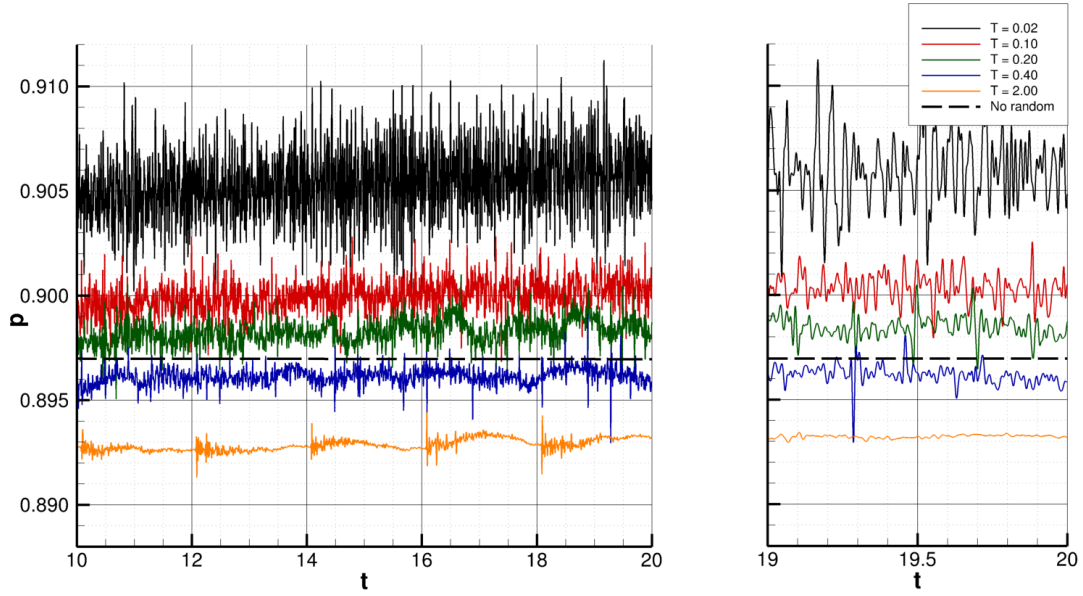 T = 0.02
T = 0.10
T = 0.20
T = 0.40
T = 2.00
No random
0.910
0.905
0.900
0.895
0.890
p
10 12 14 16 18 20
t
19 19.5 20
t